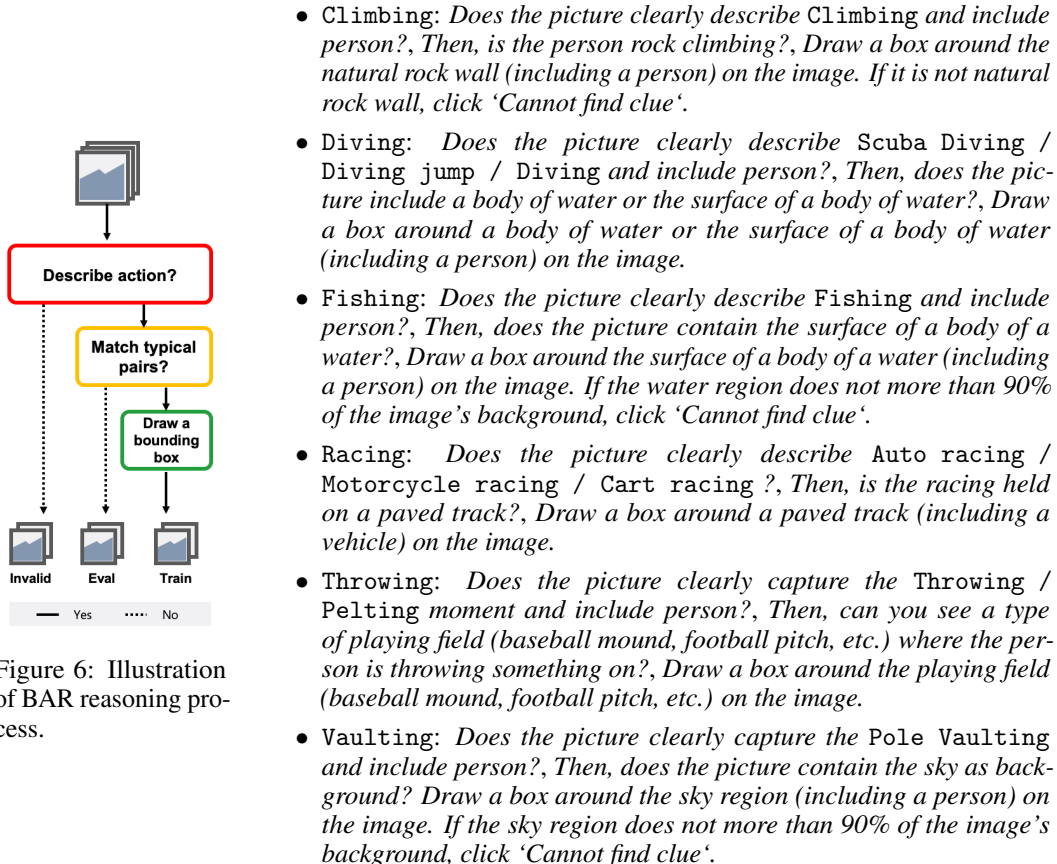 Describe action?
Match typical
pairs?
Draw a
bounding
box
Invalid Eval Train
Yes No
Figure 6: Illustration
of BAR reasoning pro-
cess.
• Climbing: Does the picture clearly describe Climbing and include
person?, Then, is the person rock climbing?, Draw a box around the
natural rock wall (including a person) on the image. If it is not natural
rock wall, click ‘Cannot find clue‘.
• Diving: Does the picture clearly describe Scuba Diving /
Diving jump / Diving and include person?, Then, does the pic-
ture include a body of water or the surface of a body of water?, Draw
a box around a body of water or the surface of a body of water
(including a person) on the image.
• Fishing: Does the picture clearly describe Fishing and include
person?, Then, does the picture contain the surface of a body of a
water?, Draw a box around the surface of a body of a water (including
a person) on the image. If the water region does not more than 90%
of the image’s background, click ‘Cannot find clue‘.
• Racing: Does the picture clearly describe Auto racing /
Motorcycle racing / Cart racing ?, Then, is the racing held
on a paved track?, Draw a box around a paved track (including a
vehicle) on the image.
• Throwing: Does the picture clearly capture the Throwing /
Pelting moment and include person?, Then, can you see a type
of playing field (baseball mound, football pitch, etc.) where the per-
son is throwing something on?, Draw a box around the playing field
(baseball mound, football pitch, etc.) on the image.
• Vaulting: Does the picture clearly capture the Pole Vaulting
and include person?, Then, does the picture contain the sky as back-
ground? Draw a box around the sky region (including a person) on
the image. If the sky region does not more than 90% of the image’s
background, click ‘Cannot find clue‘.